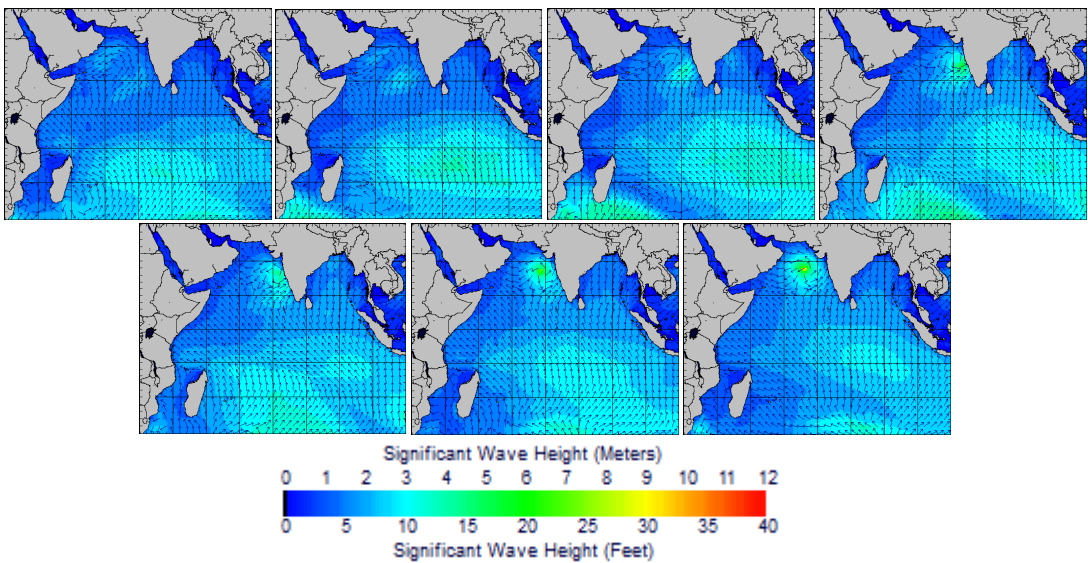 Significant Wave Height (Meters)
0 1 2 3 4 5 6 7 8 9 10 11 12
0 5 10 15 20 25 30 35 40
Significant Wave Height (Feet)